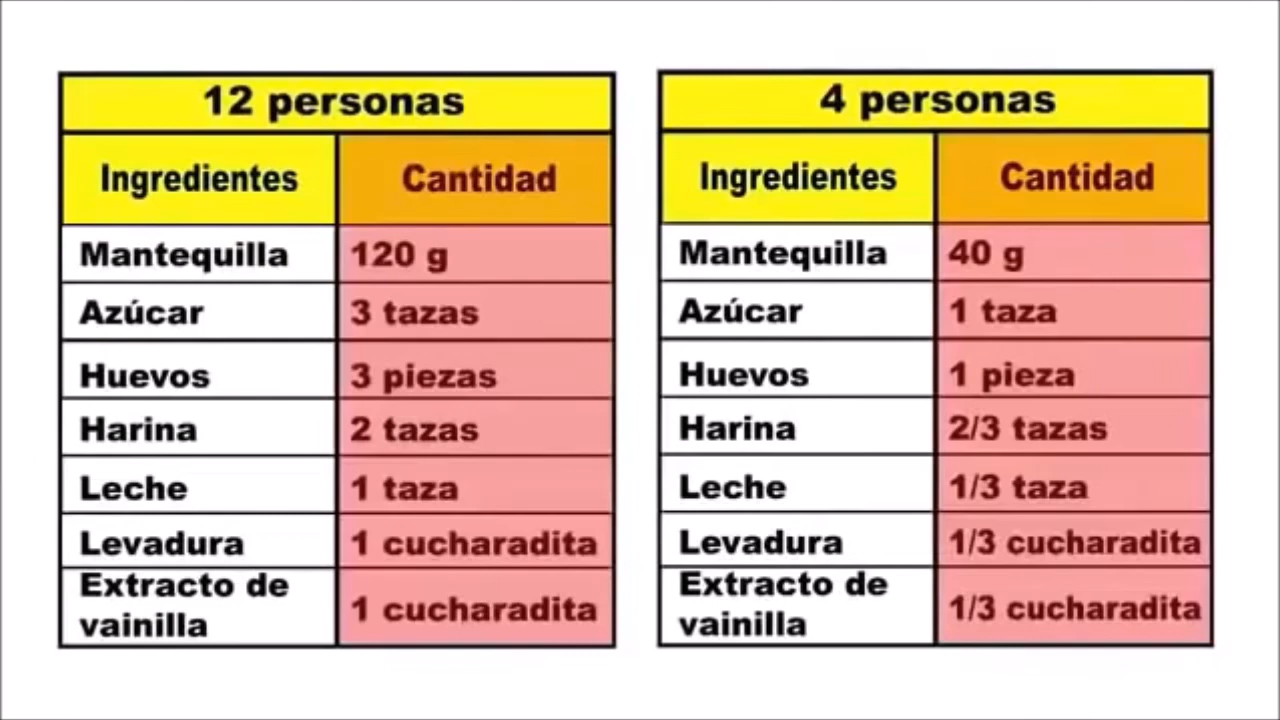 12 personas
Ingredientes Cantidad
Mantequilla 120 g
Azúcar 3 tazas
Huevos 3 piezas
Harina 2 tazas
Leche 1 taza
Levadura 1 cucharadita
Extracto de
vainilla 1 cucharadita
4 personas
Ingredientes Cantidad
Mantequilla 40 g
Azúcar 1 taza
Huevos 1 pieza
Harina 2/3 tazas
Leche 1/3 taza
Levadura 1/3 cucharadita
Extracto de
vainilla 1/3 cucharadita